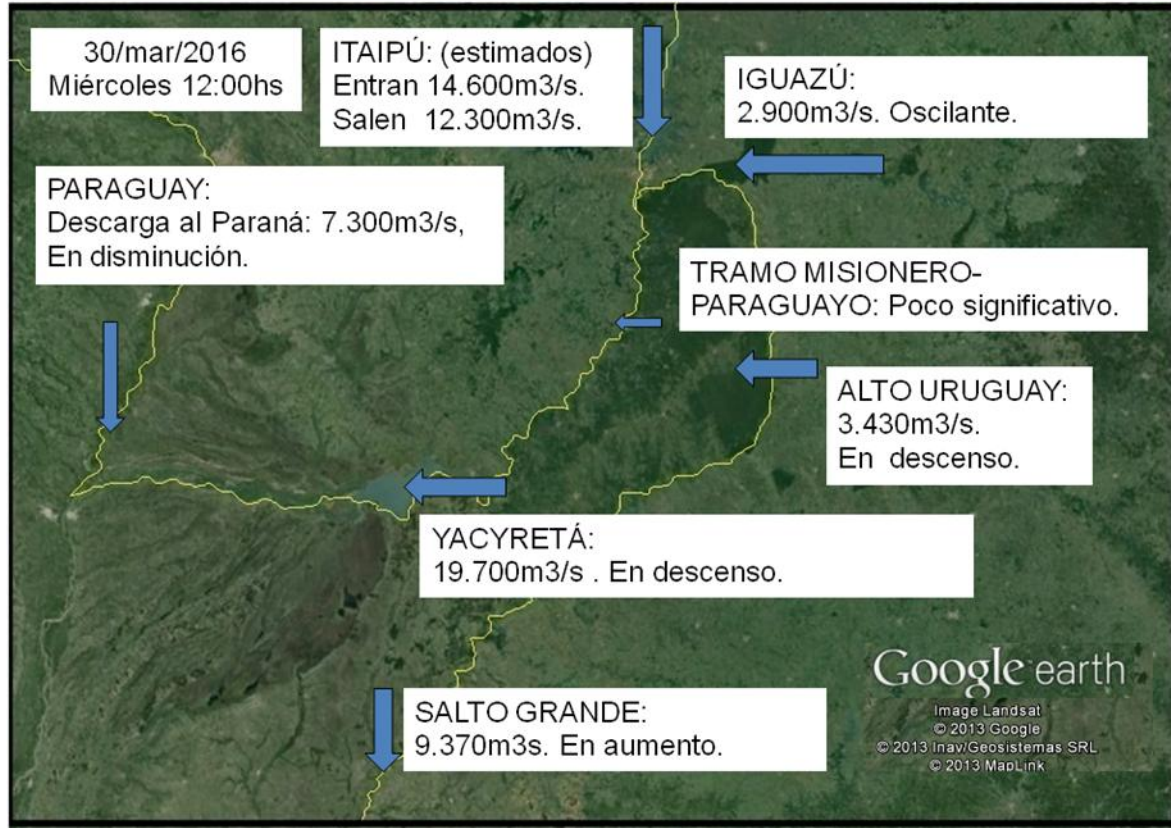 30/mar/2016
Miércoles 12:00hs
ITAIPÚ: (estimados)
Entran 14.600m3/s.
Salen 12.300m3/s.
IGUAZÚ:
2.900m3/s. Oscilante.
PARAGUAY:
Descarga al Paraná: 7.300m3/s,
En disminución.
TRAMO MISIONERO-
PARAGUAYO: Poco significativo.
ALTO URUGUAY:
3.430m3/s.
En descenso.
YACYRETÁ:
19.700m3/s . En descenso.
SALTO GRANDE:
9.370m3s. En aumento.
Google earth
Image Landsat
© 2013 Google
© 2013 Inav/Geosistemas SRL
© 2013 MapLink